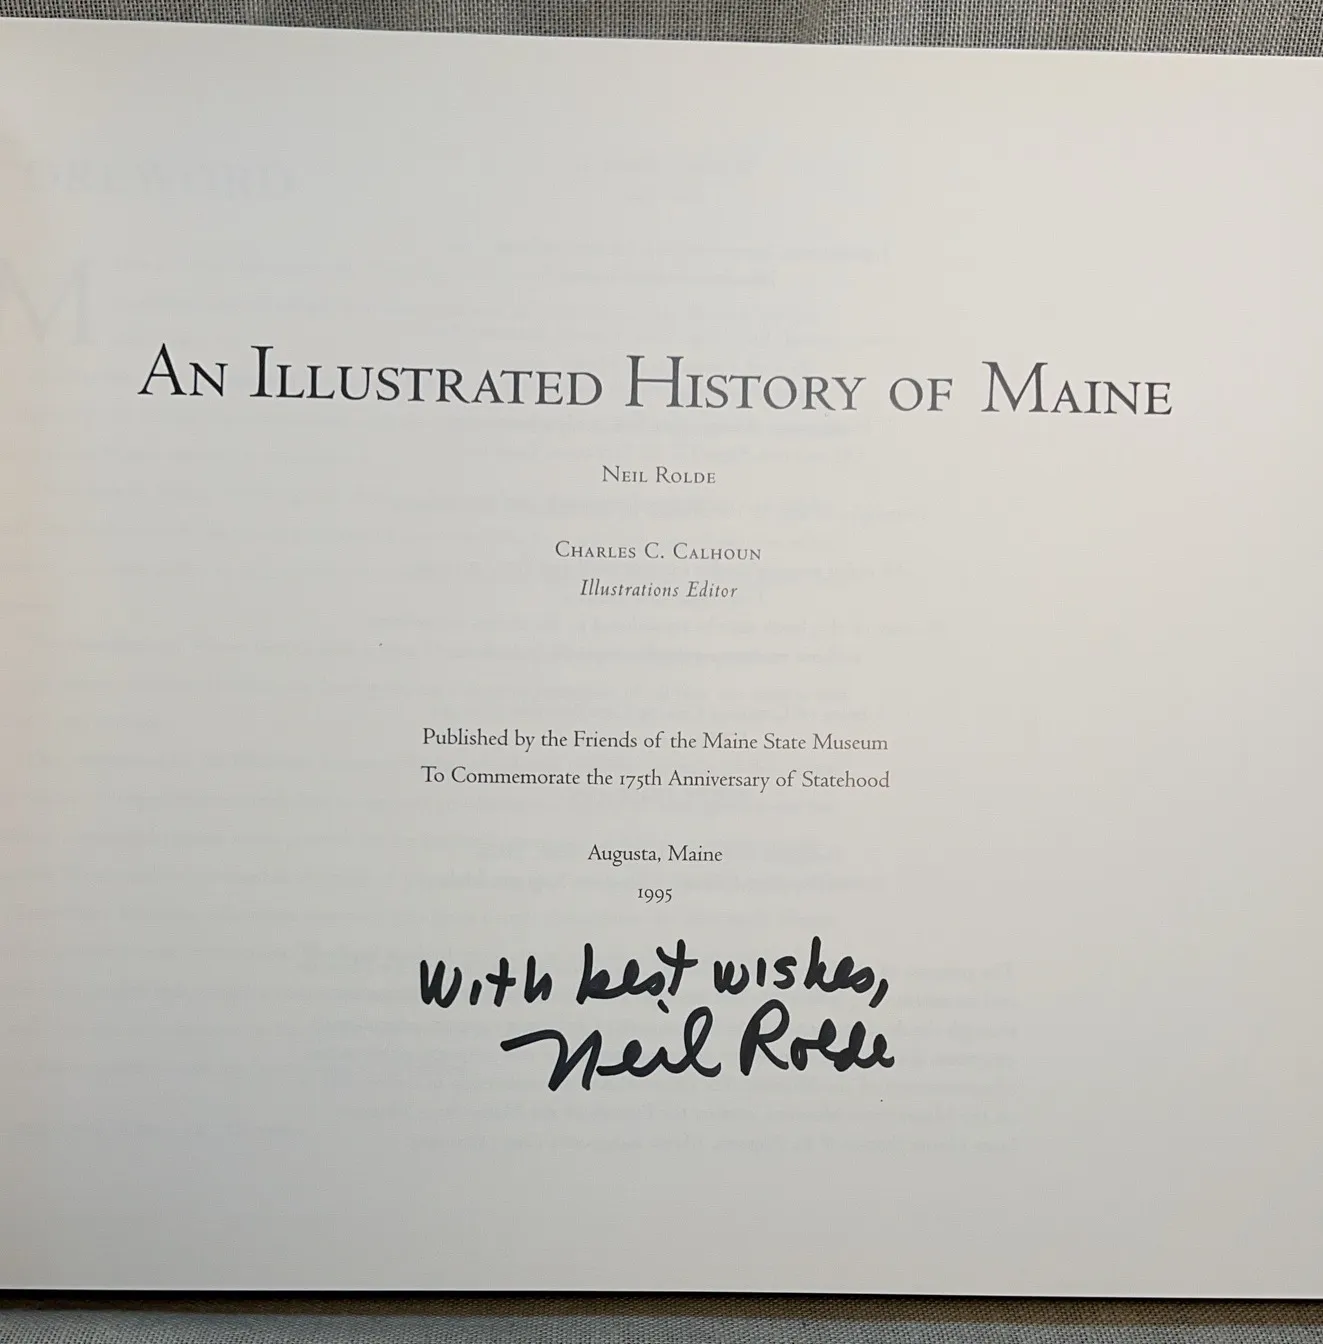 An Illustrated History of Maine
Neil Rolde
Charles C. Calhoun
Illustrations Editor
Published by the Friends of the Maine State Museum
To Commemorate the 175th Anniversary of Statehood
Augusta, Maine
1995
With best wishes,
Neil Rolde